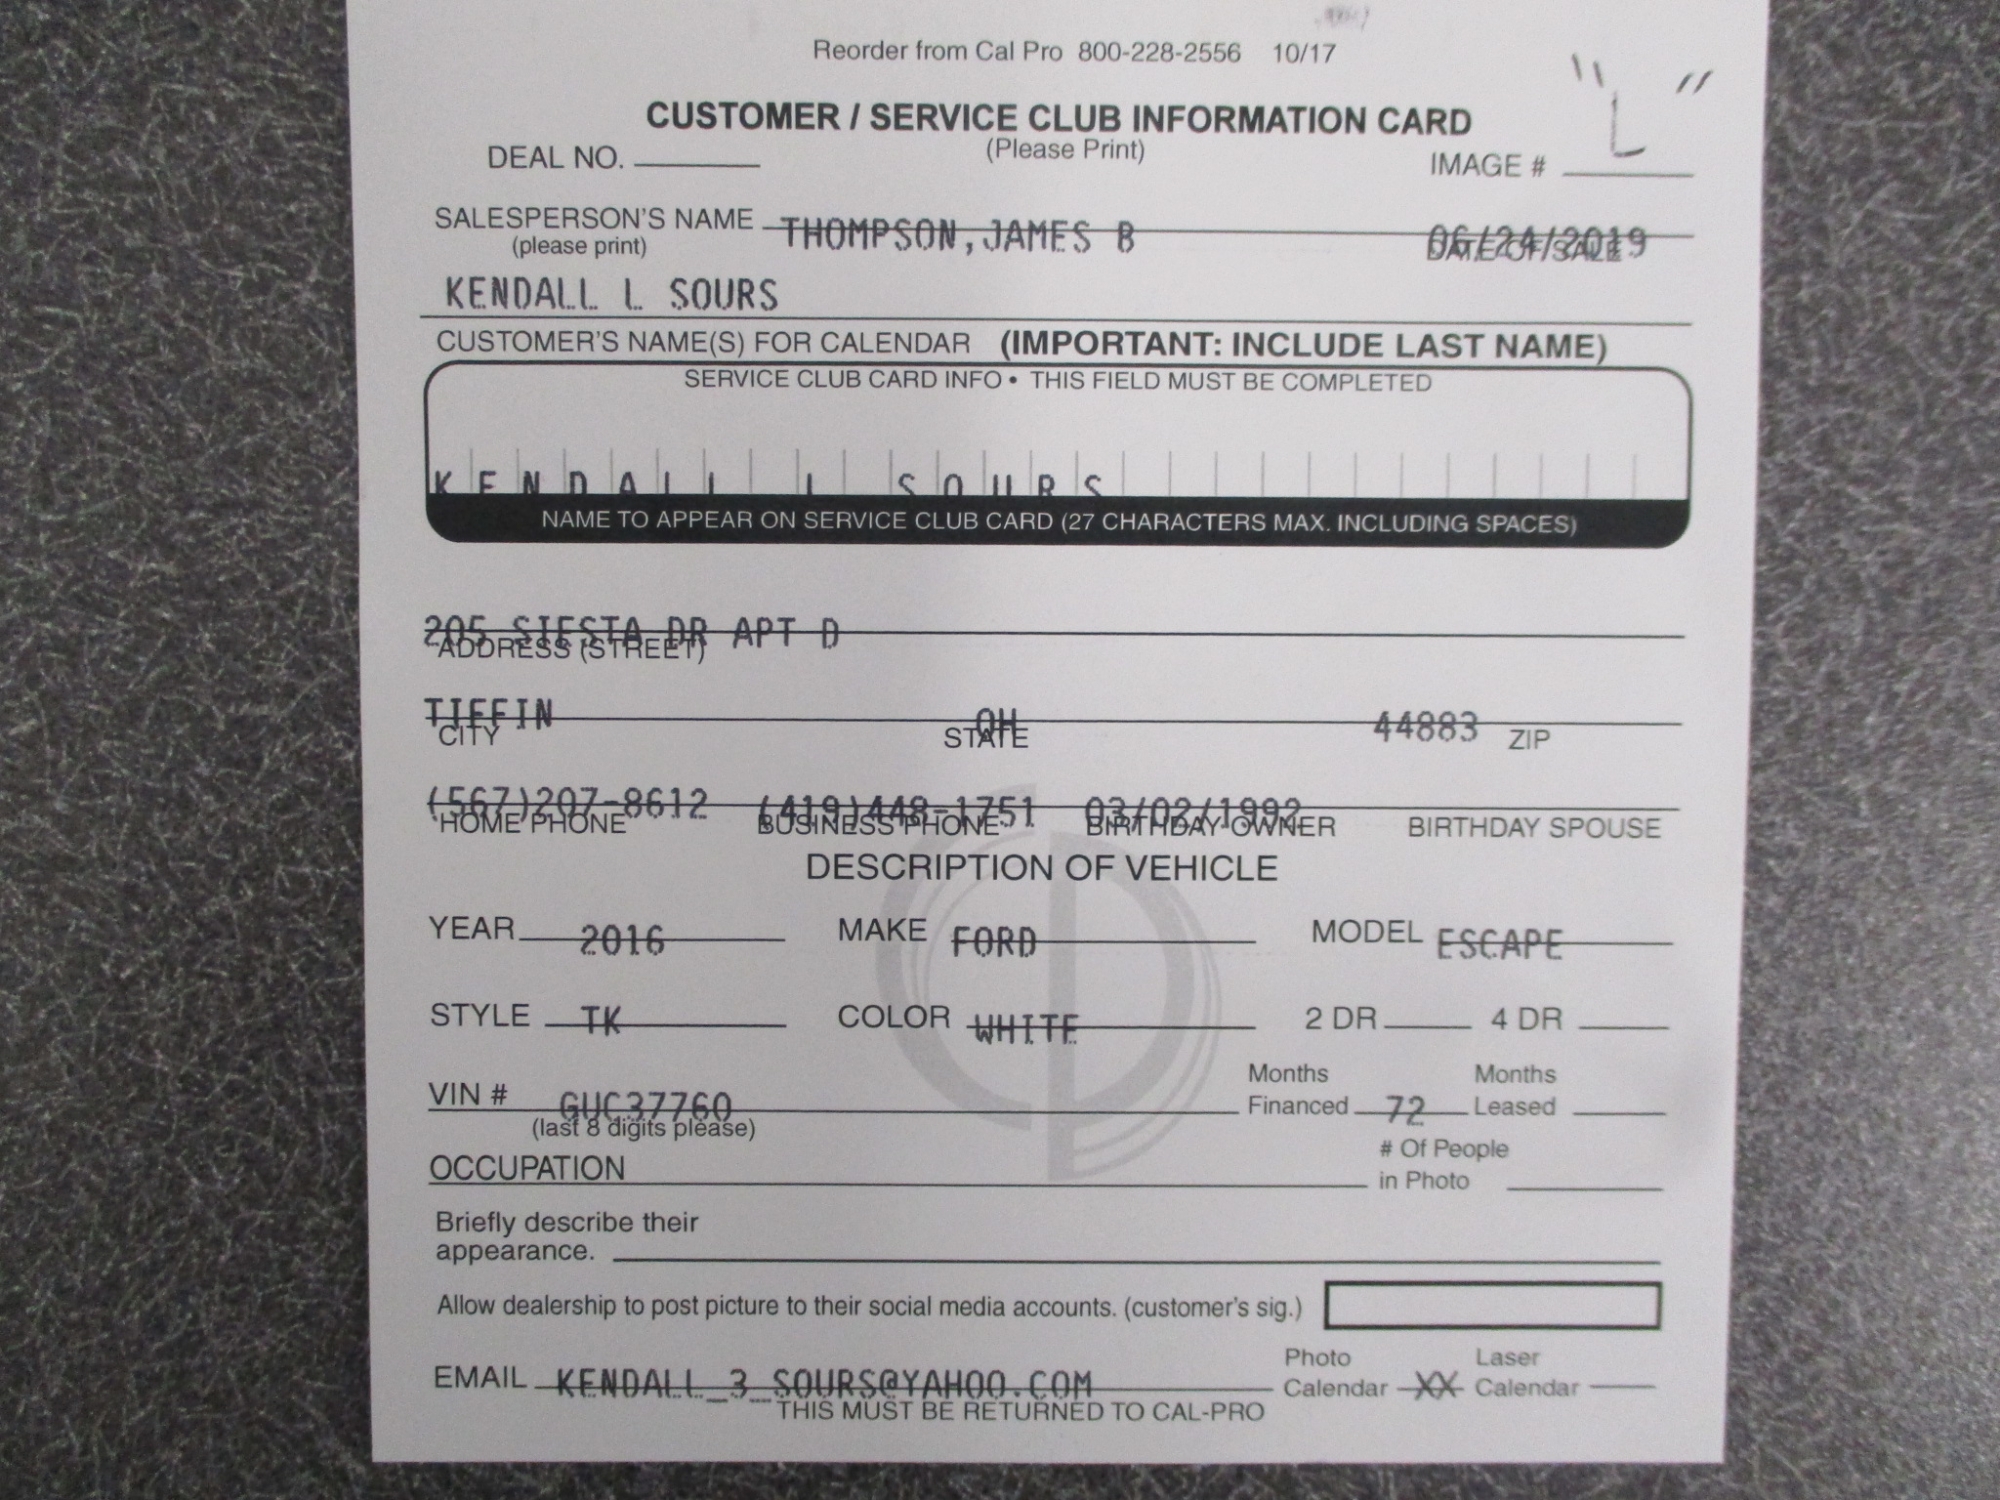 Reorder from Cal Pro 800-228-2556 10/17
"L"
CUSTOMER / SERVICE CLUB INFORMATION CARD
(Please Print)
DEAL NO. IMAGE #
SALESPERSON'S NAME THOMPSON,JAMES B 06/24/2019
(please print) DATE OF SALE
KENDALL L SOURS
CUSTOMER'S NAME(S) FOR CALENDAR (IMPORTANT: INCLUDE LAST NAME)
SERVICE CLUB CARD INFO • THIS FIELD MUST BE COMPLETED
KENDALL L SOURS
NAME TO APPEAR ON SERVICE CLUB CARD (27 CHARACTERS MAX. INCLUDING SPACES)
205 SIESTA DR APT D
ADDRESS (STREET)
TIFFIN OH 44883
CITY STATE ZIP
(567)207-8612 (419)448-1751 03/02/1992
HOME PHONE BUSINESS PHONE BIRTHDAY OWNER BIRTHDAY SPOUSE
DESCRIPTION OF VEHICLE
YEAR 2016 MAKE FORD MODEL ESCAPE
STYLE TK COLOR WHITE 2 DR 4 DR
Months Months
VIN # GUC37760 Financed 72 Leased
(last 8 digits please)
# Of People
OCCUPATION in Photo
Briefly describe their
appearance.
Allow dealership to post picture to their social media accounts. (customer's sig.)
Photo Laser
EMAIL KENDALL_3_SOURS@YAHOO.COM Calendar XX Calendar
THIS MUST BE RETURNED TO CAL-PRO